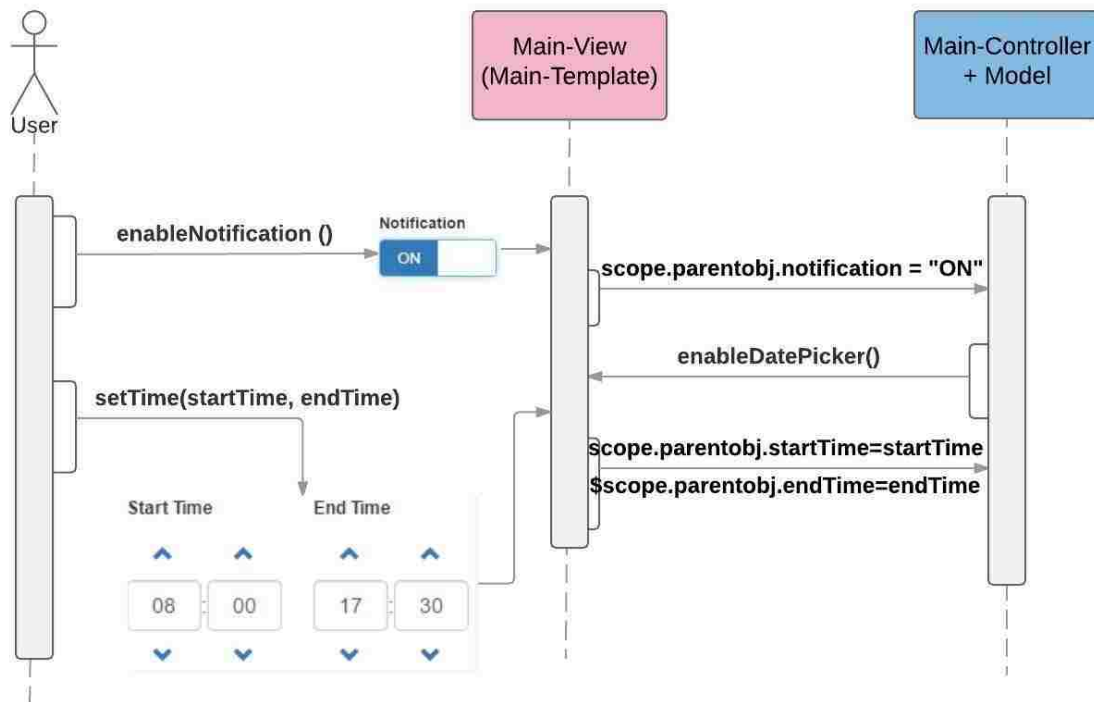 Main-View
(Main-Template)
Main-Controller
+ Model
User
enableNotification ()
Notification
ON
scope.parentobj.notification = "ON"
enableDatePicker()
setTime(startTime, endTime)
scope.parentobj.startTime=startTime
$scope.parentobj.endTime=endTime
Start Time End Time
08 : 00 17 : 30